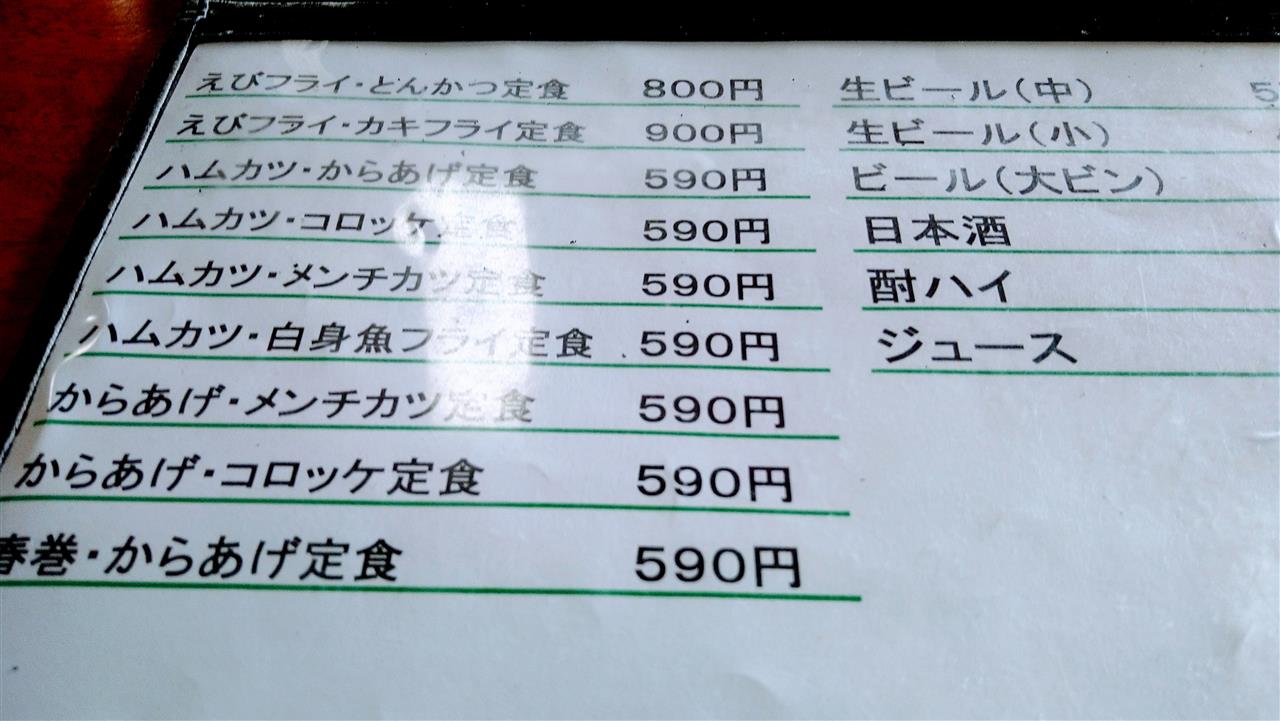 えびフライ・とんかつ定食 800円
えびフライ・カキフライ定食 900円
ハムカツ・からあげ定食 590円
ハムカツ・コロッケ定食 590円
ハムカツ・メンチカツ定食 590円
ハムカツ・白身魚フライ定食 590円
からあげ・メンチカツ定食 590円
からあげ・コロッケ定食 590円
春巻・からあげ定食 590円
生ビール(中) 5
生ビール(小)
ビール(大ビン)
日本酒
酎ハイ
ジュース